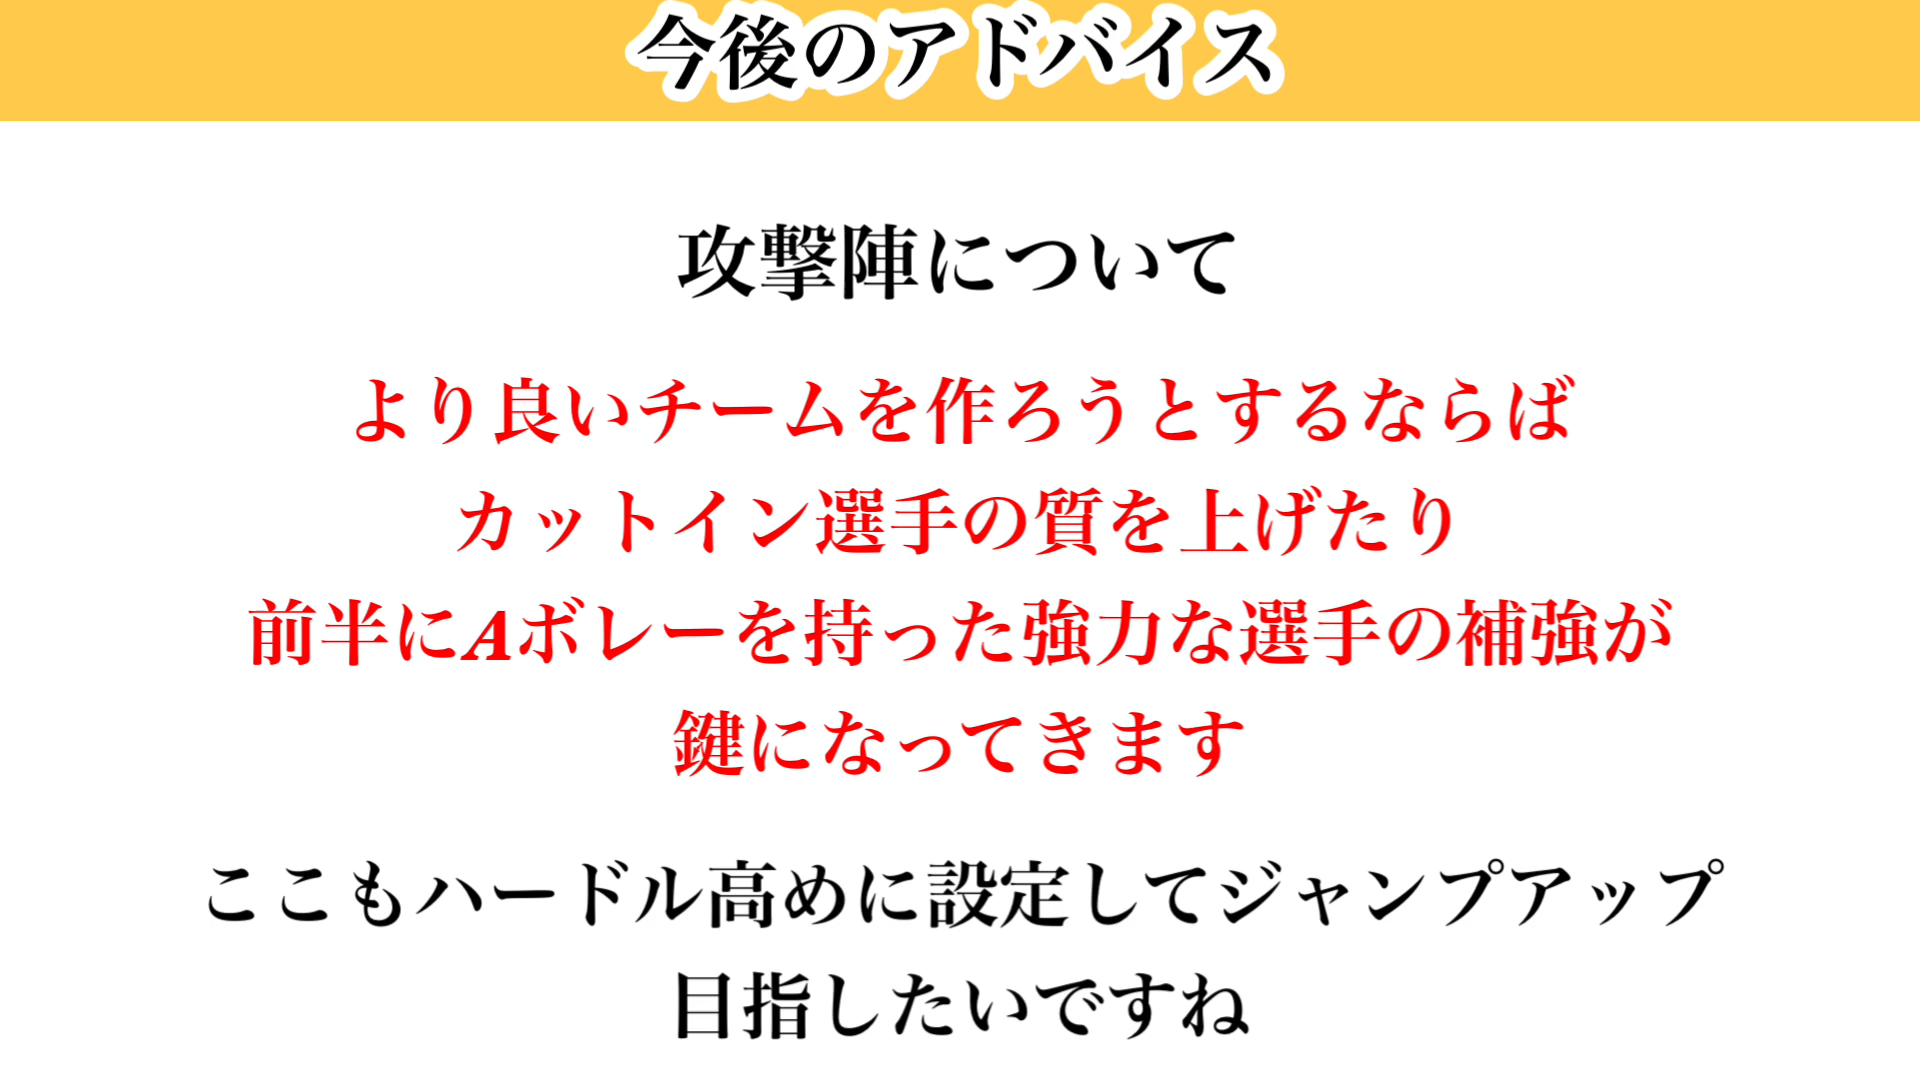 今後のアドバイス
攻撃陣について
より良いチームを作ろうとするならば
カットイン選手の質を上げたり
前半にAボレーを持った強力な選手の補強が
鍵になってきます
ここもハードル高めに設定してジャンプアップ
目指したいですね